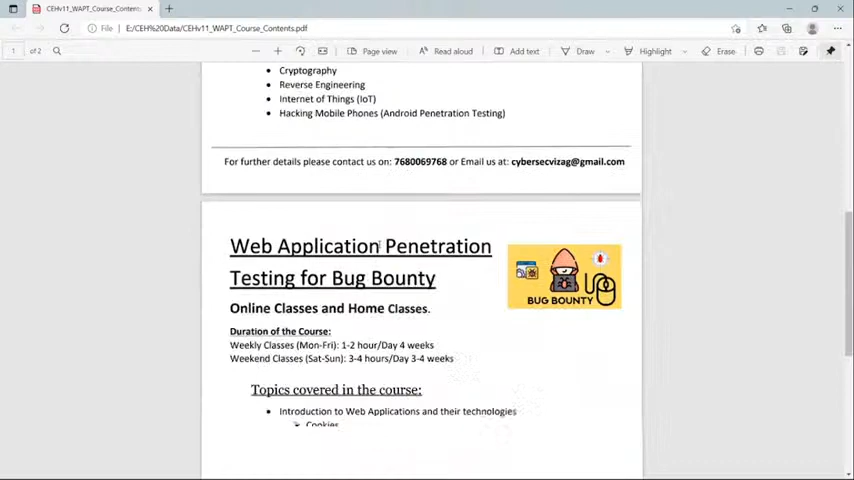 CEHv11_WAPT_Course_Contents.pdf
File E:/CEH%20Data/CEHv11_WAPT_Course_Contents.pdf
1 of 2 Page view Read aloud Add text Draw Highlight Erase
• Cryptography
• Reverse Engineering
• Internet of Things (IoT)
• Hacking Mobile Phones (Android Penetration Testing)
For further details please contact us on: 7680069768 or Email us at: cybersecvizag@gmail.com
Web Application Penetration
Testing for Bug Bounty
BUG BOUNTY
Online Classes and Home Classes.
Duration of the Course:
Weekly Classes (Mon-Fri): 1-2 hour/Day 4 weeks
Weekend Classes (Sat-Sun): 3-4 hours/Day 3-4 weeks
Topics covered in the course:
• Introduction to Web Applications and their technologies
➢ Cookies